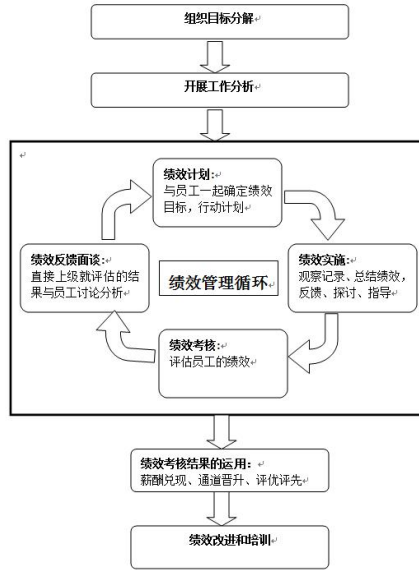 组织目标分解
开展工作分析
绩效计划:
与员工一起确定绩效
目标，行动计划
绩效反馈面谈:
直接上级就评估的结
果与员工讨论分析
绩效管理循环
绩效实施:
观察记录、总结绩效，
反馈、探讨、指导
绩效考核:
评估员工的绩效
绩效考核结果的运用：
薪酬兑现、通道晋升、评优评先
绩效改进和培训